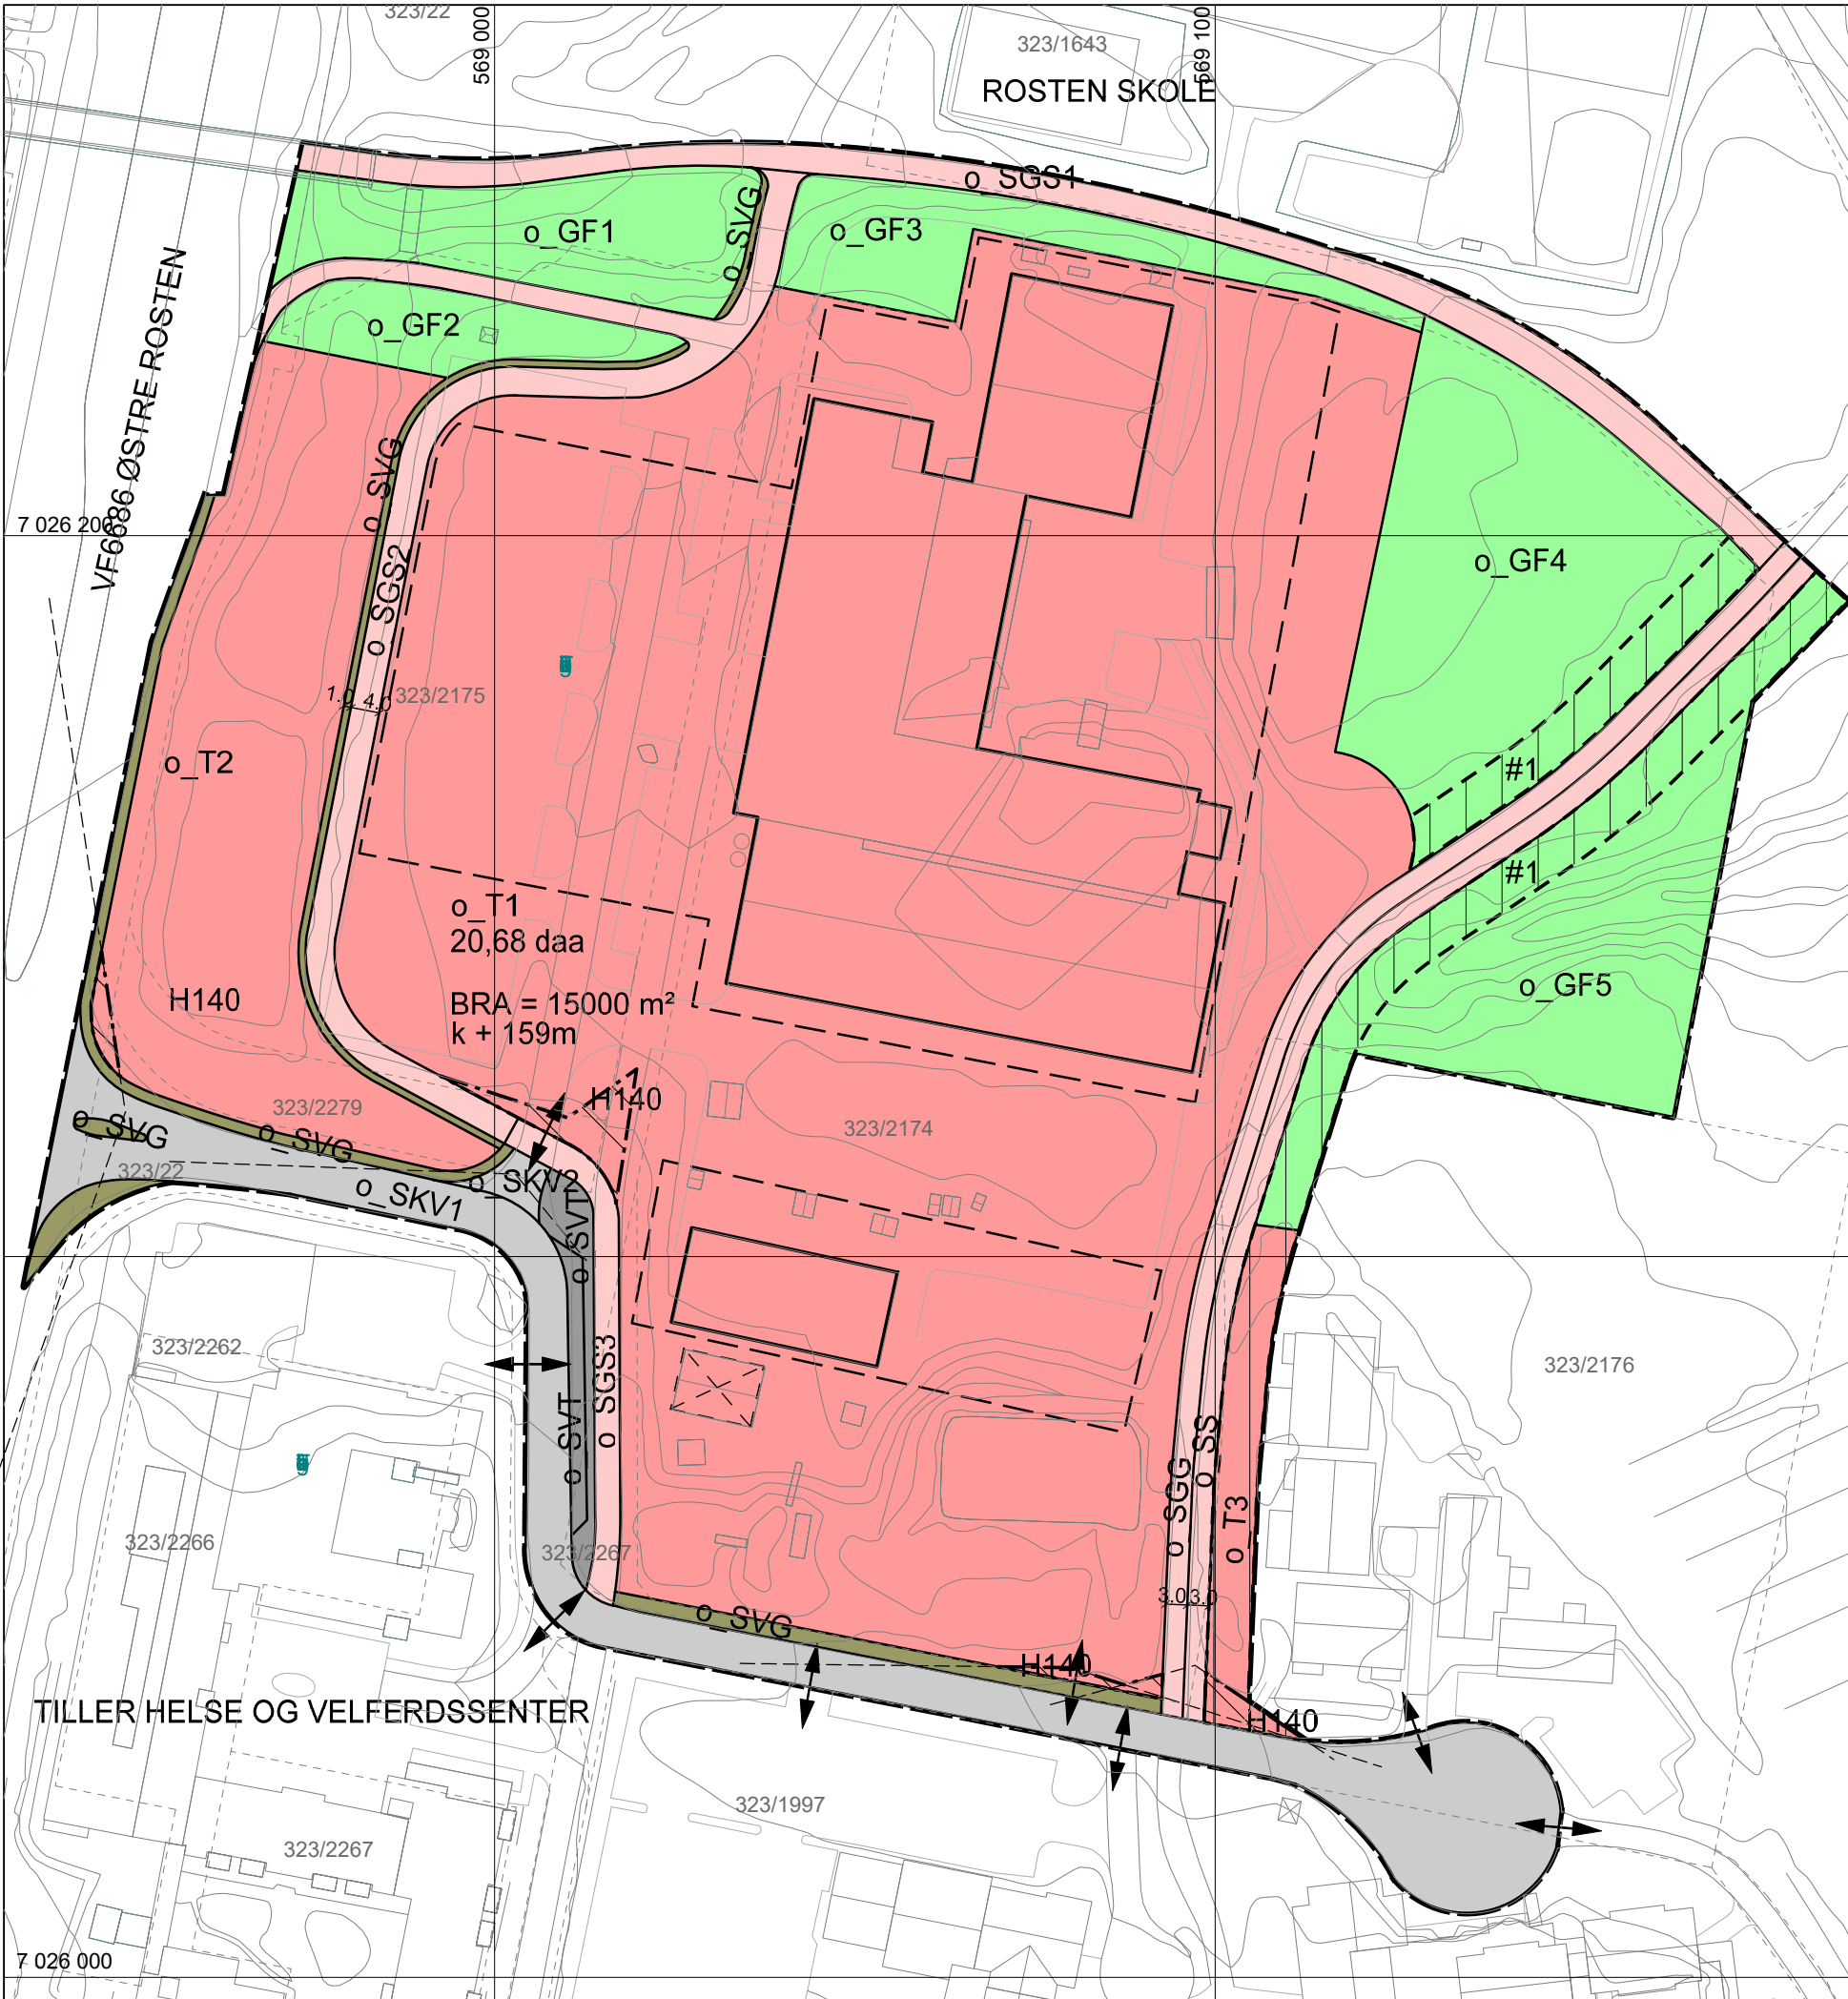 323/22
569 000
569 100
323/1643
ROSTEN SKOLE
o_SGS1
o_GF1
o_SVG
o_GF3
o_GF2
VF6686 ØSTRE ROSTEN
o_SVG
7 026 200
o_SGS2
o_GF4
1.0
4.0
323/2175
o_T2
#1
#1
o_T1
20,68 daa
BRA = 15000 m²
k + 159m
H140
o_GF5
H140
323/2279
323/2174
o_SVG
o_SVG
323/22
o_SKV1
o_SKV2
o_SVT
323/2262
o_SVT
o_SGS3
323/2176
o_SGG
o_SS
o_T3
323/2266
323/2267
3.0
3.0
o_SVG
H140
TILLER HELSE OG VELFERDSSENTER
H140
323/1997
323/2267
7 026 000